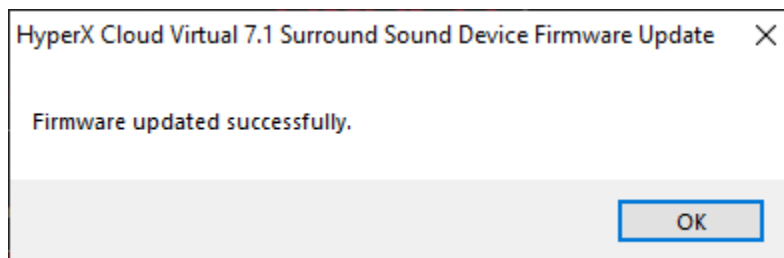 HyperX Cloud Virtual 7.1 Surround Sound Device Firmware Update
Firmware updated successfully.
OK